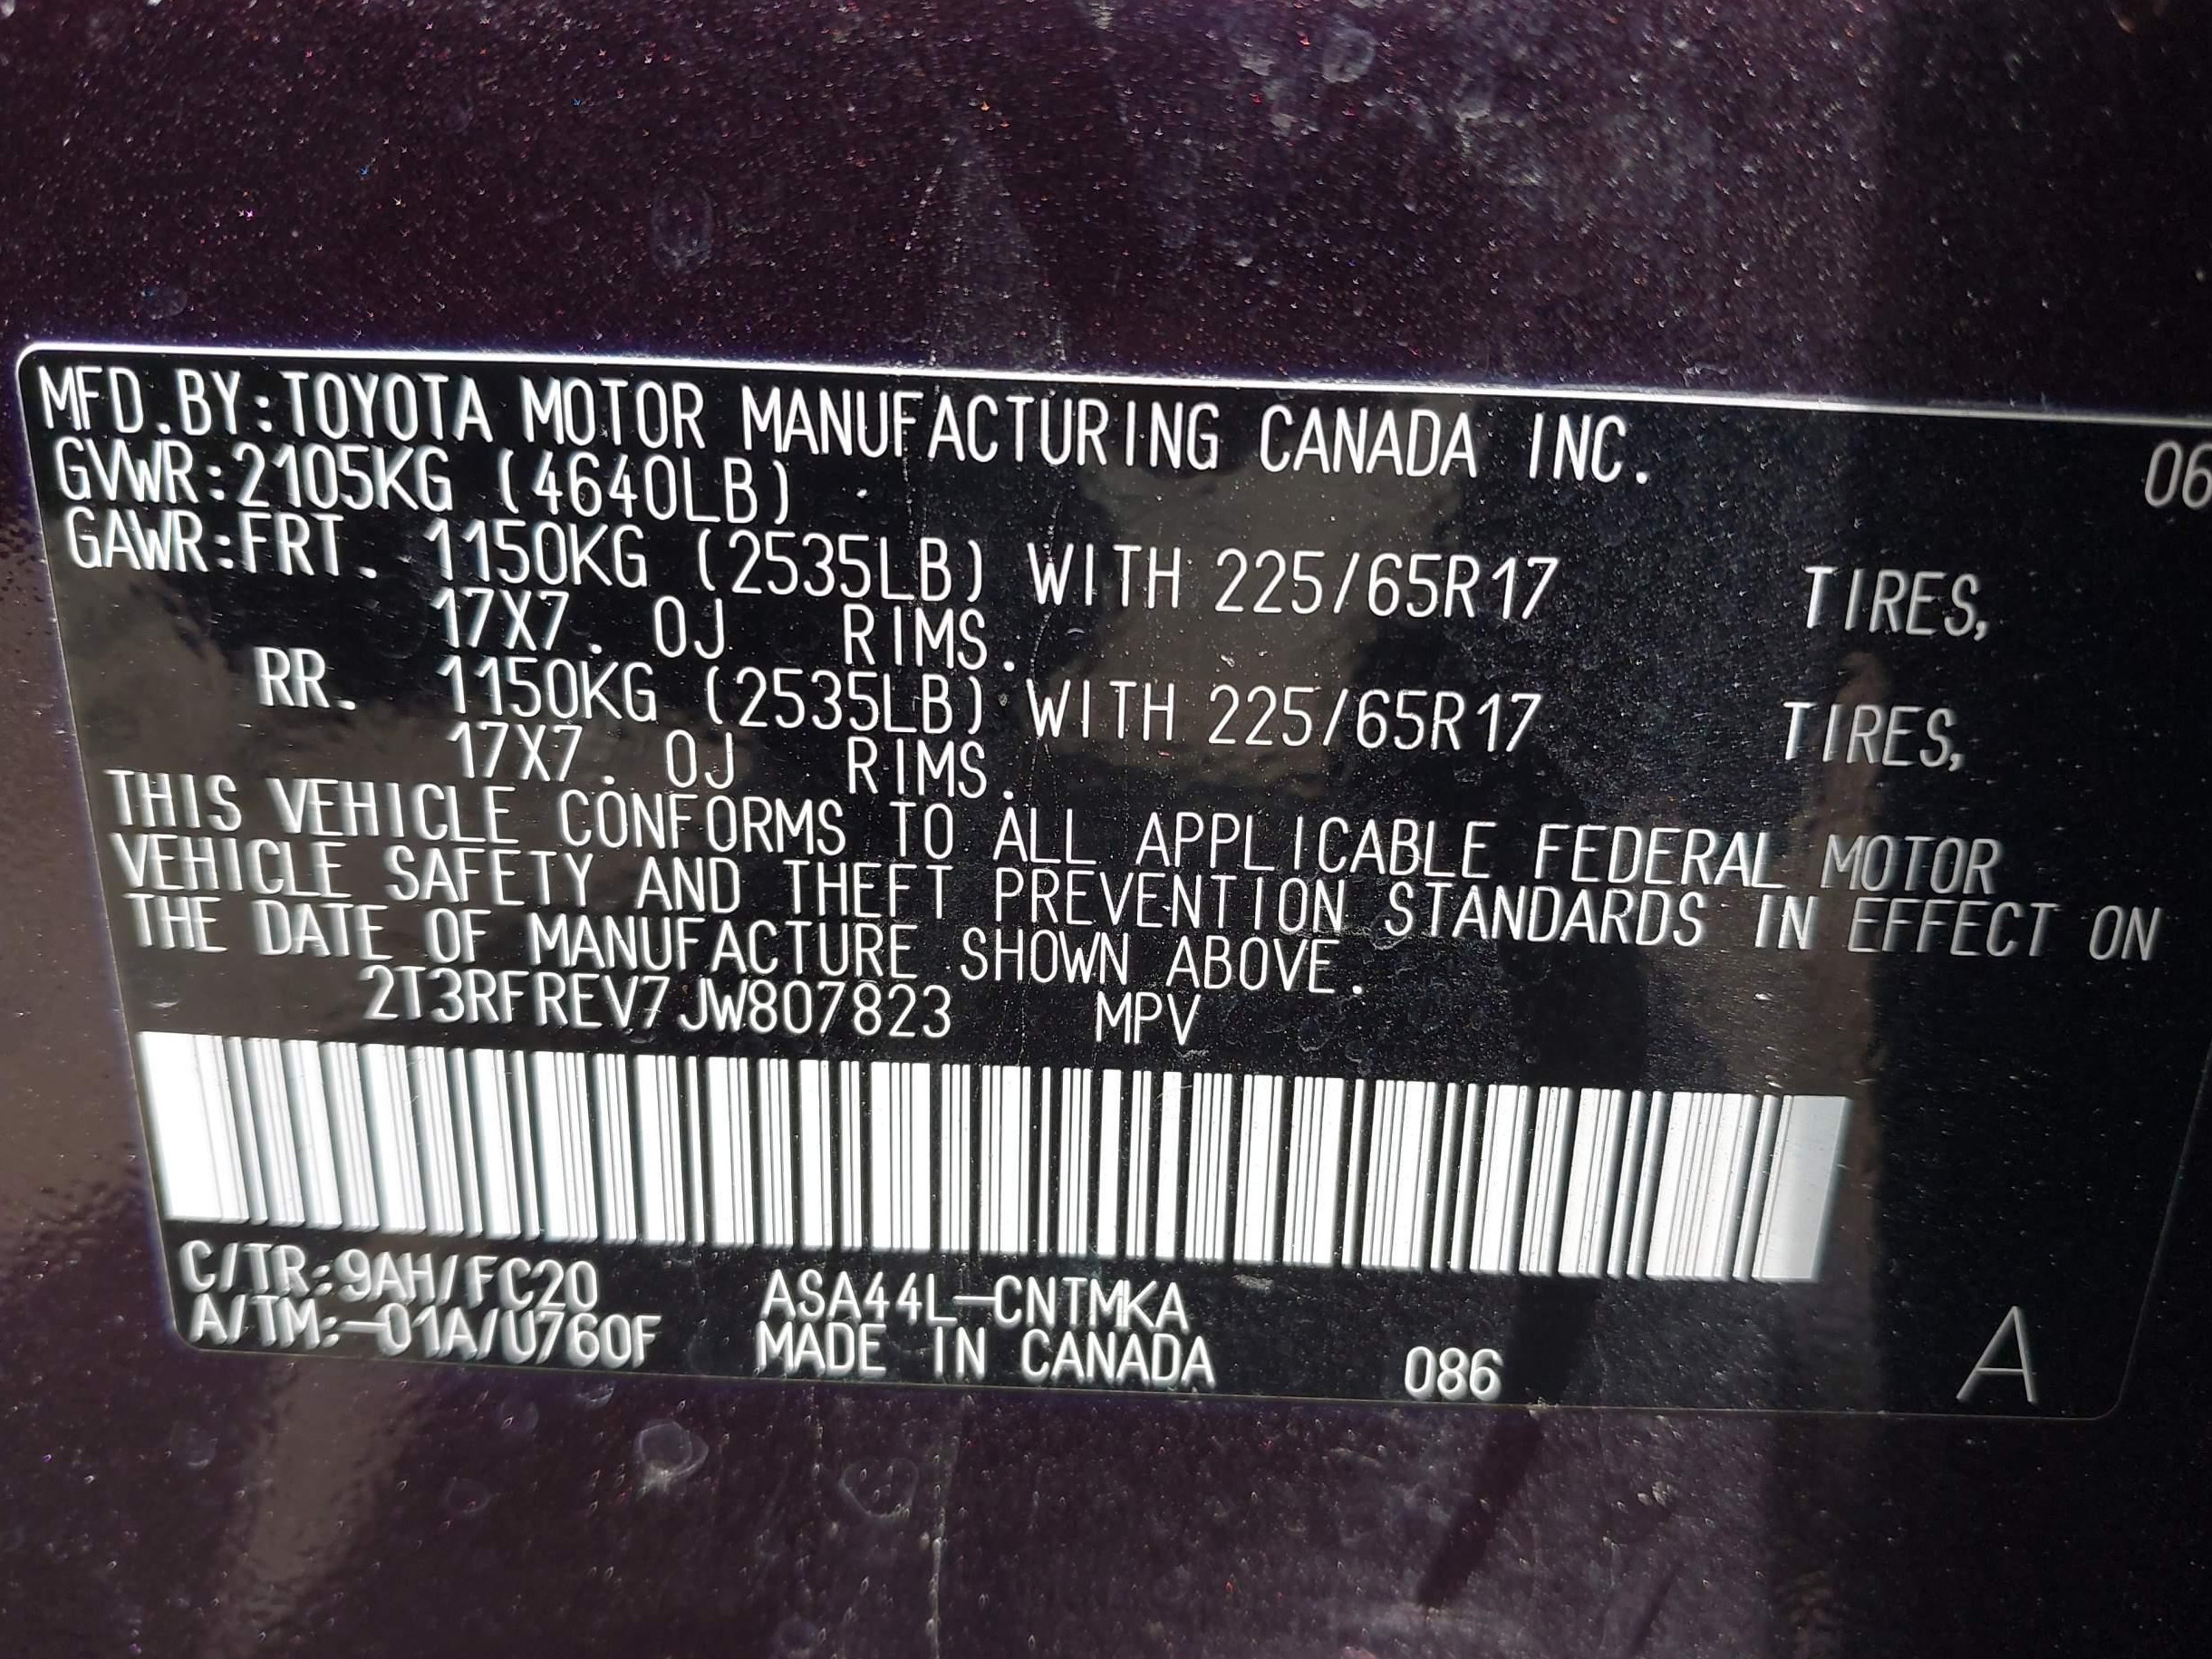 MFD.BY:TOYOTA MOTOR MANUFACTURING CANADA INC. 06
GVWR:2105KG (4640LB)
GAWR:FRT. 1150KG (2535LB) WITH 225/65R17 TIRES,
17X7. 0J RIMS.
RR. 1150KG (2535LB) WITH 225/65R17 TIRES,
17X7. 0J RIMS.
THIS VEHICLE CONFORMS TO ALL APPLICABLE FEDERAL MOTOR
VEHICLE SAFETY AND THEFT PREVENTION STANDARDS IN EFFECT ON
THE DATE OF MANUFACTURE SHOWN ABOVE.
2T3RFREV7JW807823 MPV
C/TR:9AH/FC20 ASA44L-CNTMKA
A/TM:-01A/U760F MADE IN CANADA 086 A